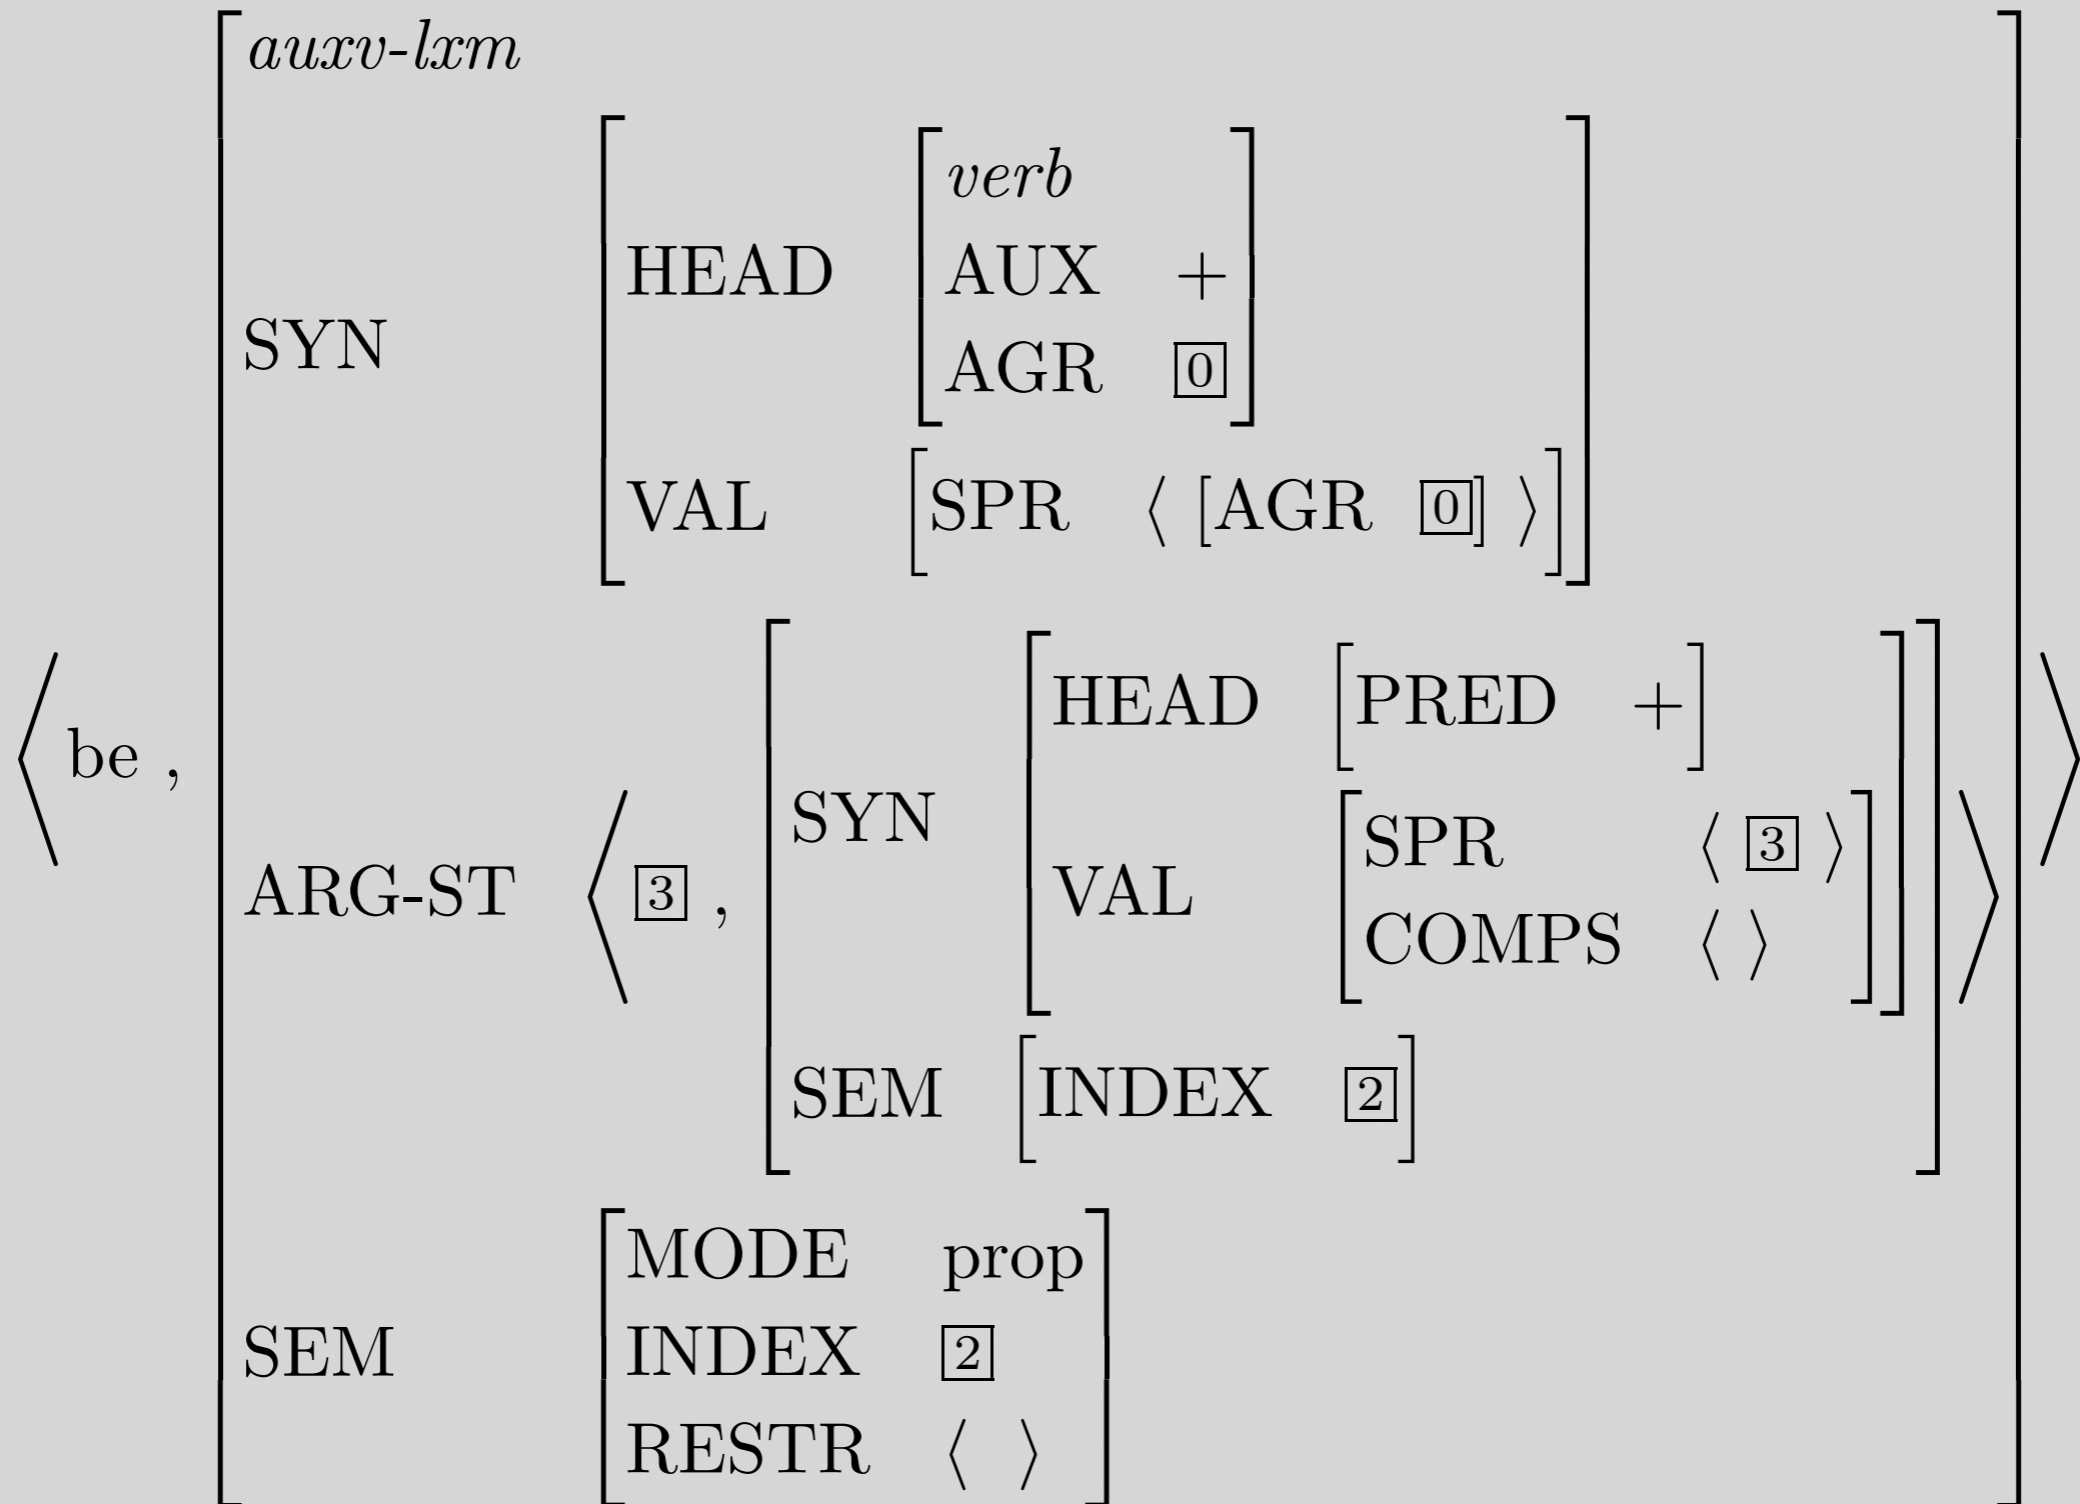 auxv-lxm
verb
HEAD AUX +
SYN AGR 0
VAL [SPR ⟨ [AGR 0] ⟩]
HEAD [PRED +]
⟨be , SYN SPR ⟨ 3 ⟩
ARG-ST ⟨3 , VAL COMPS ⟨ ⟩
SEM [INDEX 2]
MODE prop
SEM INDEX 2
RESTR ⟨ ⟩